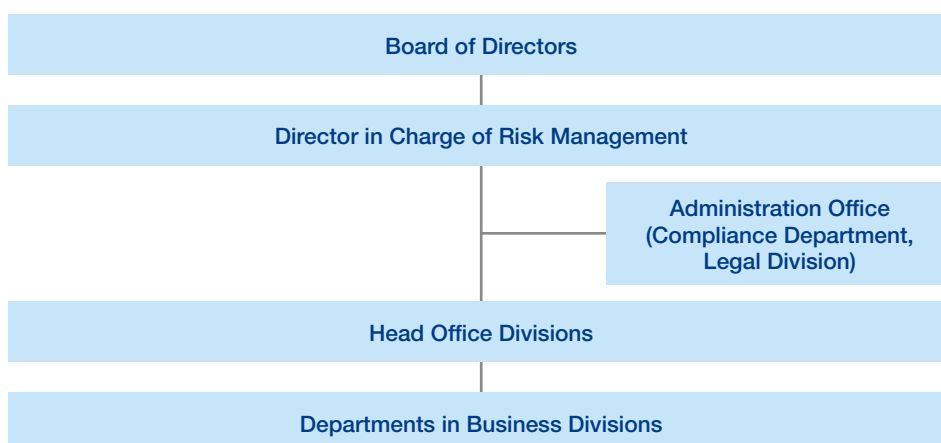 Board of Directors
Director in Charge of Risk Management
Administration Office
(Compliance Department,
Legal Division)
Head Office Divisions
Departments in Business Divisions